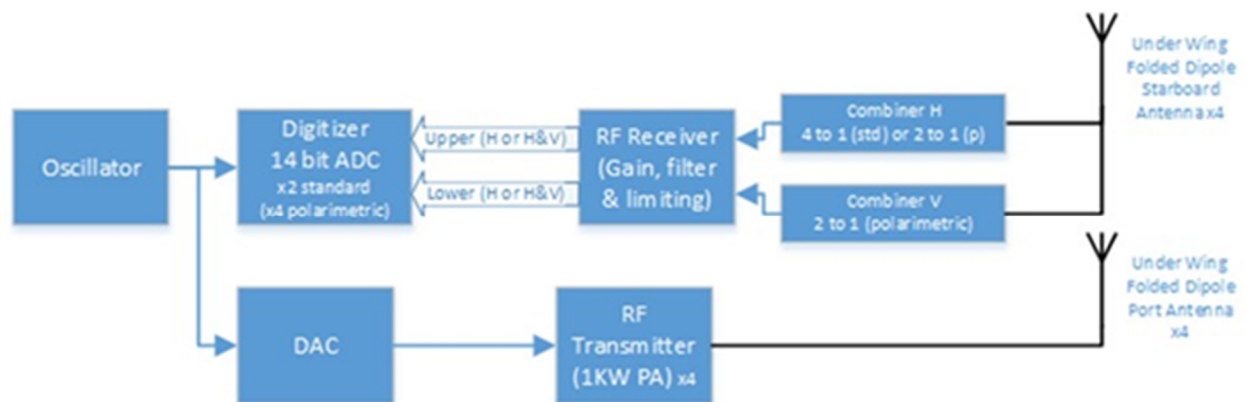 Oscillator
Digitizer
14 bit ADC
x2 standard
(x4 polarimetric)
Upper (H or H&V)
Lower (H or H&V)
RF Receiver
(Gain, filter
& limiting)
Combiner H
4 to 1 (std) or 2 to 1 (p)
Combiner V
2 to 1 (polarimetric)
Under Wing
Folded Dipole
Starboard
Antenna x4
DAC
RF
Transmitter
(1KW PA) x4
Under Wing
Folded Dipole
Port Antenna
x4